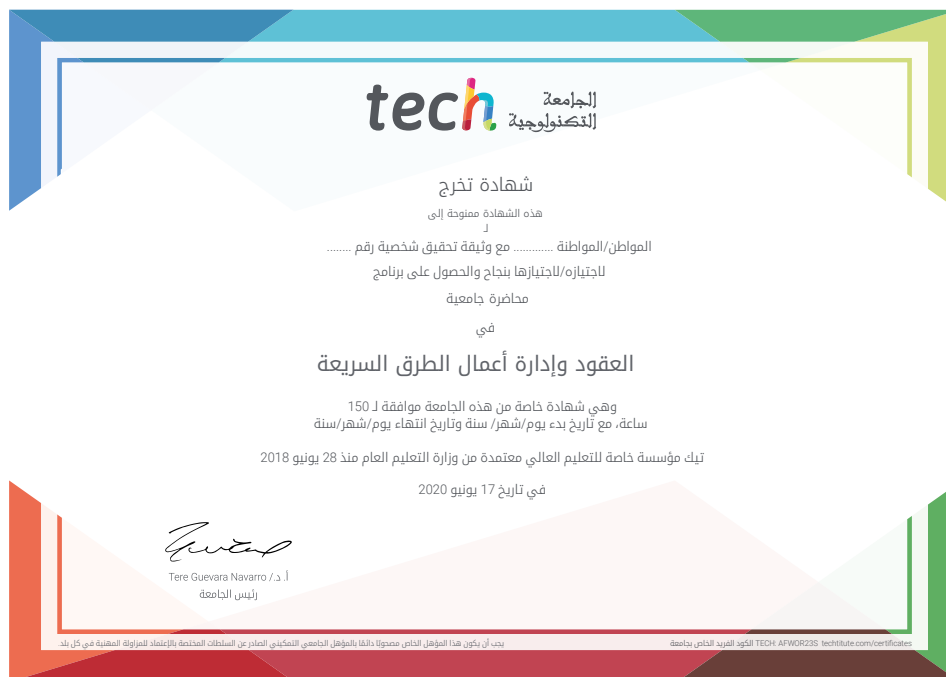 tech الجامعة
التكنولوجية
شهادة تخرج
هذه الشهادة ممنوحة إلى
لـ
المواطن/المواطنة ............ مع وثيقة تحقيق شخصية رقم ........
لاجتيازه/لاجتيازها بنجاح والحصول على برنامج
محاضرة جامعية
في
العقود وإدارة أعمال الطرق السريعة
وهي شهادة خاصة من هذه الجامعة موافقة لـ 150
ساعة، مع تاريخ بدء يوم/شهر/ سنة وتاريخ انتهاء يوم/شهر/سنة
تيك مؤسسة خاصة للتعليم العالي معتمدة من وزارة التعليم العام منذ 28 يونيو 2018
في تاريخ 17 يونيو 2020
أ. د./ Tere Guevara Navarro
رئيس الجامعة
يجب أن يكون هذا المؤهل الخاص مصحوبًا دائمًا بالمؤهل الجامعي التمكيني الصادر عن السلطات المختصة بالإعتماد للمزاولة المهنية في كل بلد.
الكود الفريد الخاص بجامعة TECH: AFWOR23S techtitute.com/certificates